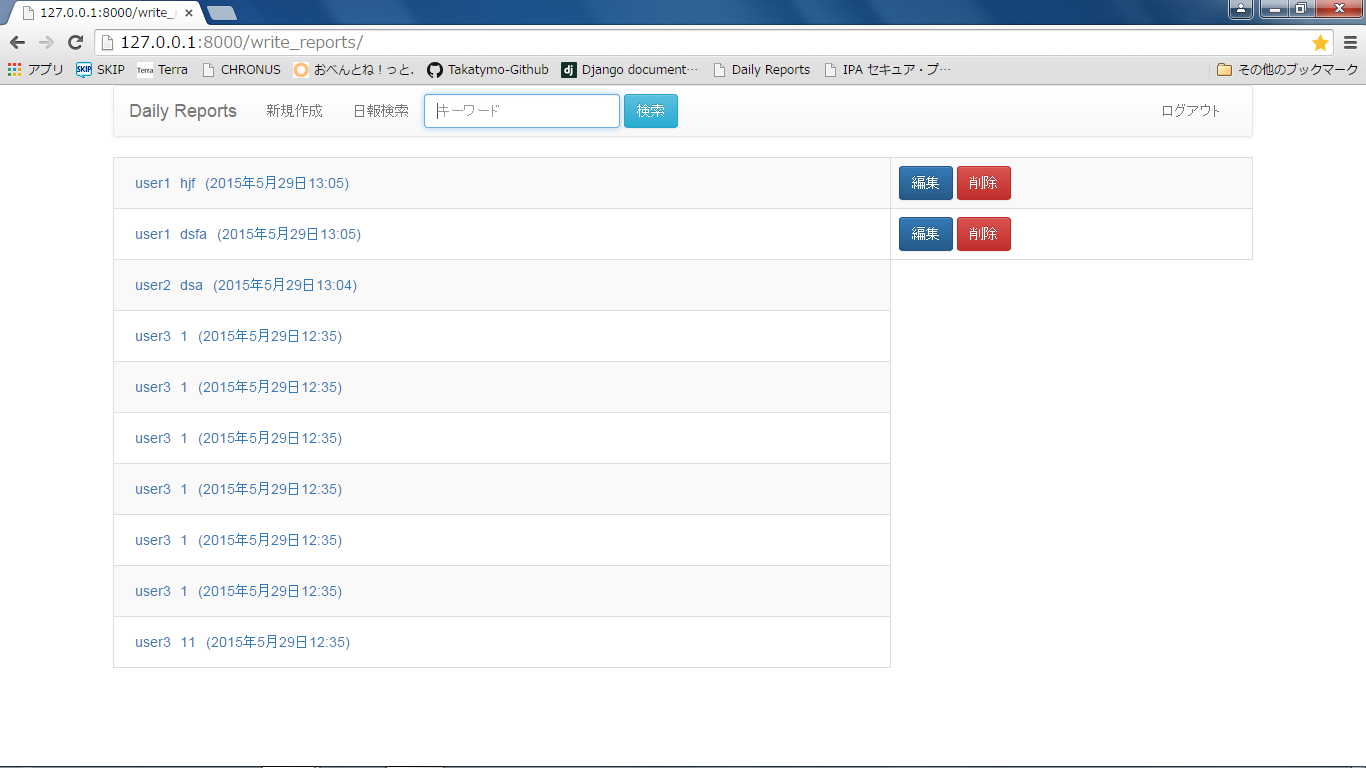 127.0.0.1:8000/write_
127.0.0.1:8000/write_reports/
アプリ SKIP SKIP Terra Terra CHRONUS おべんとね！っと. Takatymo-Github dj Django document… Daily Reports IPA セキュア・プ… その他のブックマーク
Daily Reports 新規作成 日報検索 キーワード 検索 ログアウト
user1 hjf (2015年5月29日13:05) 編集 削除
user1 dsfa (2015年5月29日13:05) 編集 削除
user2 dsa (2015年5月29日13:04)
user3 1 (2015年5月29日12:35)
user3 1 (2015年5月29日12:35)
user3 1 (2015年5月29日12:35)
user3 1 (2015年5月29日12:35)
user3 1 (2015年5月29日12:35)
user3 1 (2015年5月29日12:35)
user3 11 (2015年5月29日12:35)